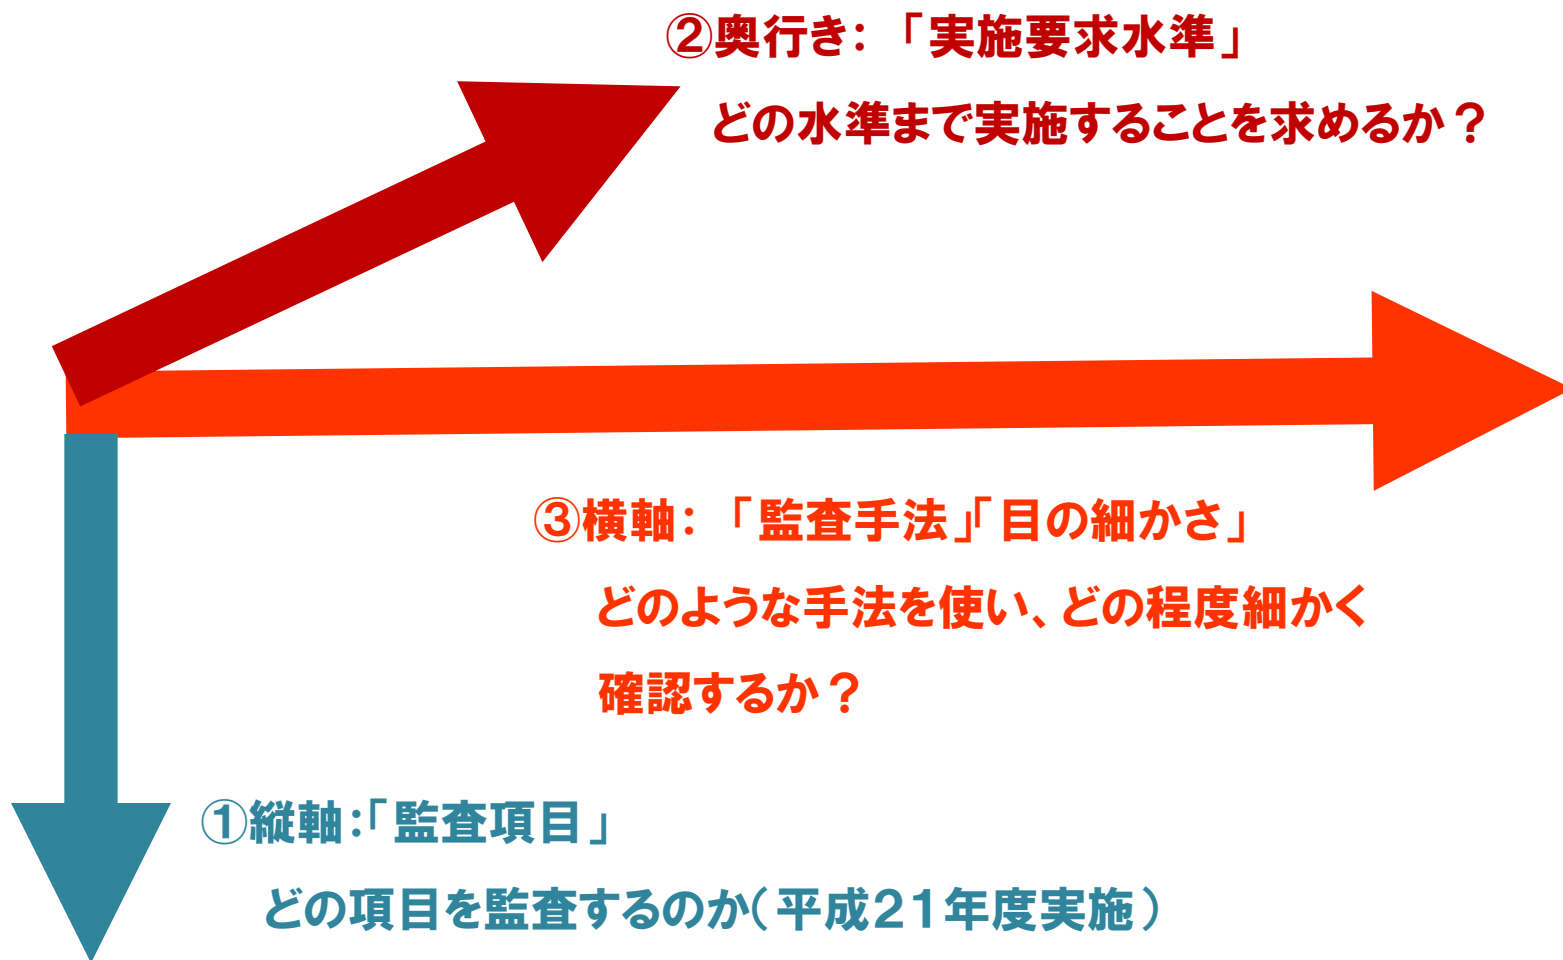 ②奥行き：「実施要求水準」
どの水準まで実施することを求めるか？
③横軸：「監査手法」「目の細かさ」
どのような手法を使い、どの程度細かく
確認するか？
①縦軸：「監査項目」
どの項目を監査するのか（平成２１年度実施）